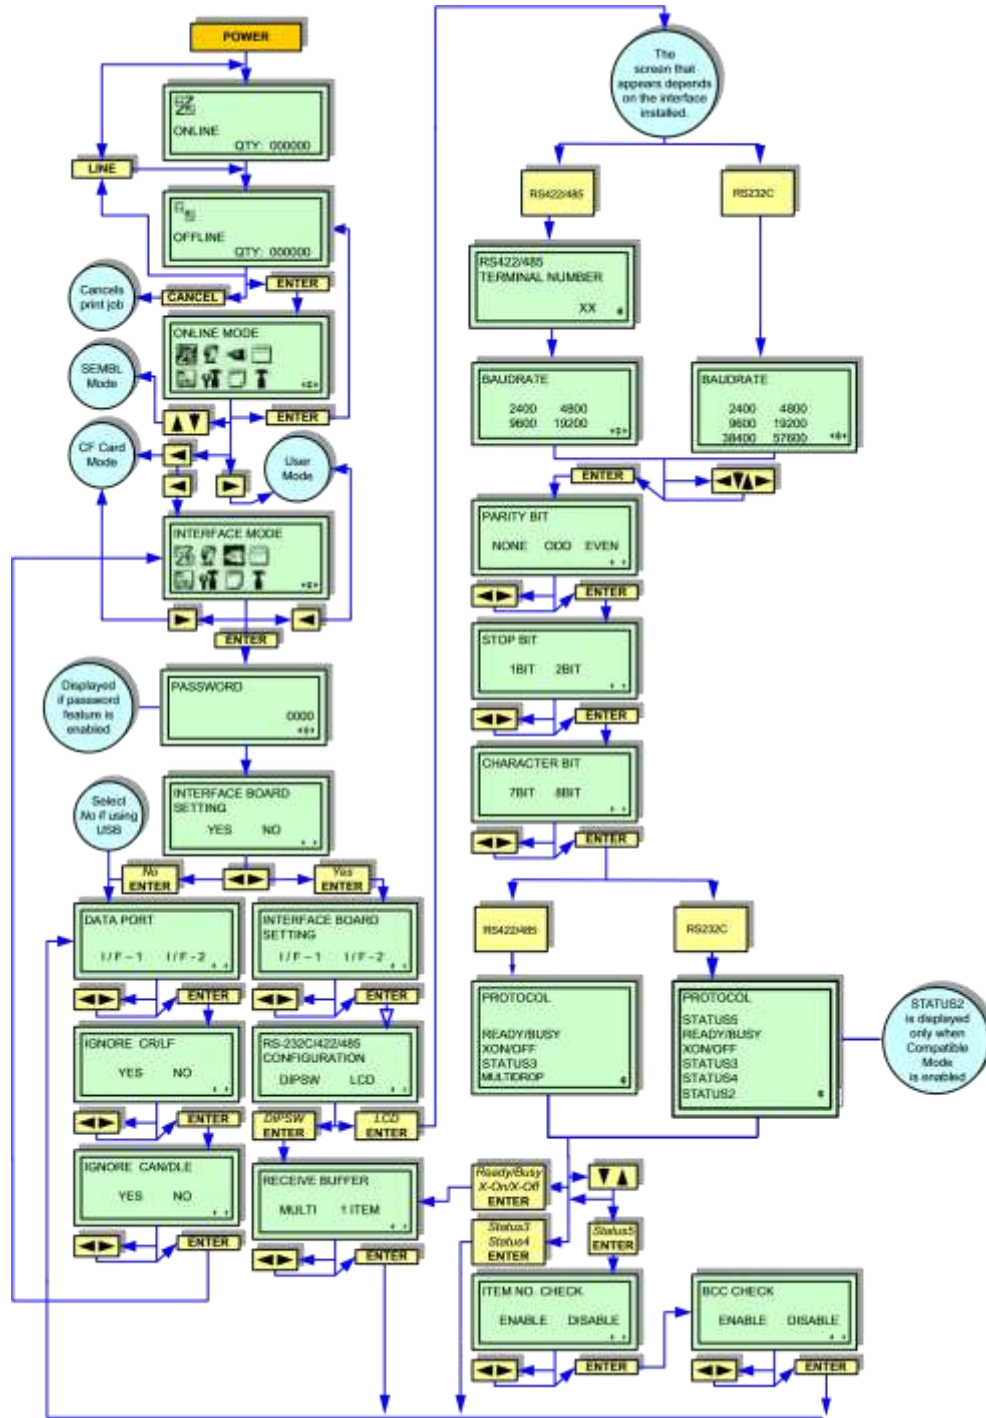 POWER
ONLINE
QTY: 000000
LINE
OFFLINE
QTY: 000000
ENTER
CANCEL
Cancels
print job
ONLINE MODE
SEMBL
Mode
ENTER
CF Card
Mode
User
Mode
INTERFACE MODE
ENTER
Displayed
if password
feature is
enabled
PASSWORD
0000
Select
No if using
USB
INTERFACE BOARD
SETTING
YES NO
No
ENTER
Yes
ENTER
DATA PORT
I / F – 1 I / F - 2
ENTER
IGNORE CR/LF
YES NO
ENTER
IGNORE CAN/DLE
YES NO
ENTER
INTERFACE BOARD
SETTING
I / F – 1 I / F - 2
ENTER
RS-232C/422/485
CONFIGURATION
DIPSW LCD
DIPSW
ENTER
LCD
ENTER
RECEIVE BUFFER
MULTI 1 ITEM
ENTER
The
screen that
appears depends
on the interface
installed.
RS422/485
RS232C
RS422/485
TERMINAL NUMBER
XX
BAUDRATE
2400 4800
9600 19200
BAUDRATE
2400 4800
9600 19200
38400 57600
ENTER
PARITY BIT
NONE ODD EVEN
ENTER
STOP BIT
1BIT 2BIT
ENTER
CHARACTER BIT
7BIT 8BIT
ENTER
RS422/485
RS232C
PROTOCOL
READY/BUSY
XON/OFF
STATUS3
MULTIDROP
PROTOCOL
STATUS5
READY/BUSY
XON/OFF
STATUS3
STATUS4
STATUS2
STATUS2
is displayed
only when
Compatible
Mode
is enabled
Ready/Busy
X-On/X-Off
ENTER
Status3
Status4
ENTER
Status5
ENTER
ITEM NO. CHECK
ENABLE DISABLE
ENTER
BCC CHECK
ENABLE DISABLE
ENTER